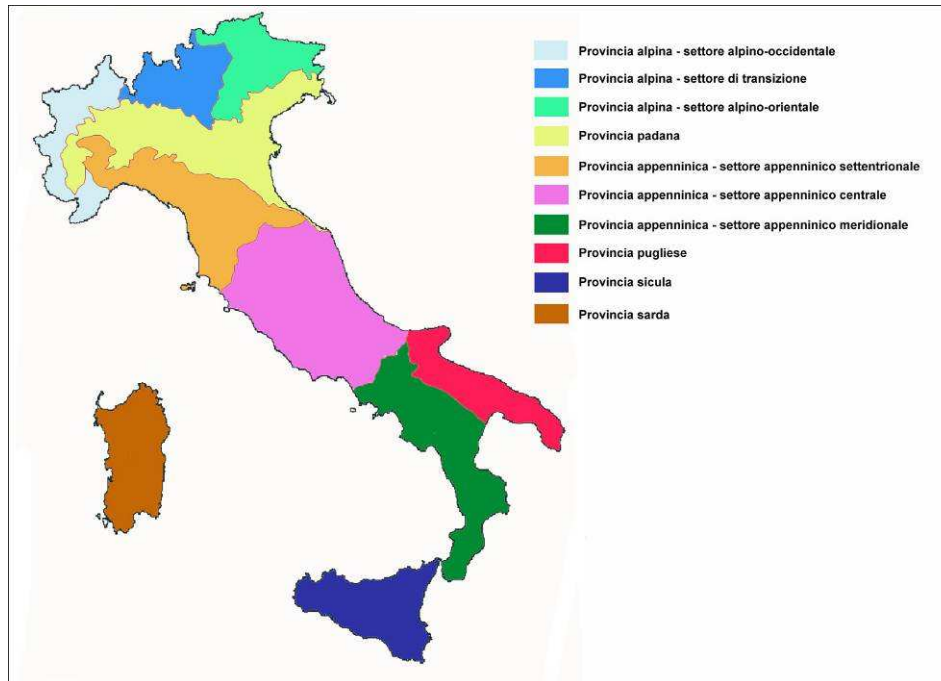 Provincia alpina - settore alpino-occidentale
Provincia alpina - settore di transizione
Provincia alpina - settore alpino-orientale
Provincia padana
Provincia appenninica - settore appenninico settentrionale
Provincia appenninica - settore appenninico centrale
Provincia appenninica - settore appenninico meridionale
Provincia pugliese
Provincia sicula
Provincia sarda